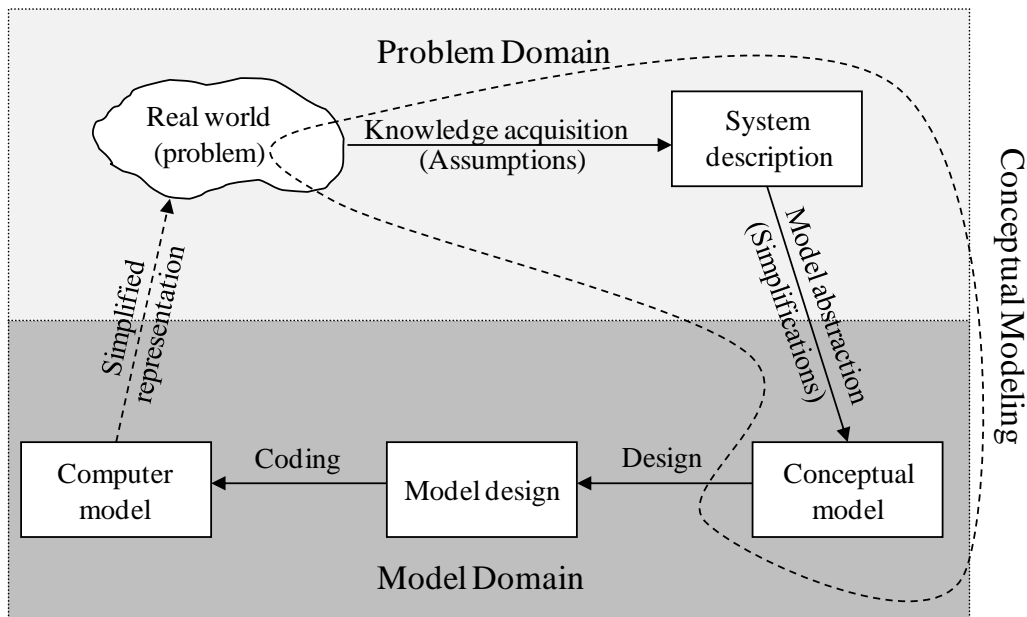 Problem Domain
Real world
(problem)
Knowledge acquisition
(Assumptions)
System
description
Conceptual Modeling
Model abstraction
(Simplifications)
Simplified
representation
Computer
model
Coding
Model design
Design
Conceptual
model
Model Domain